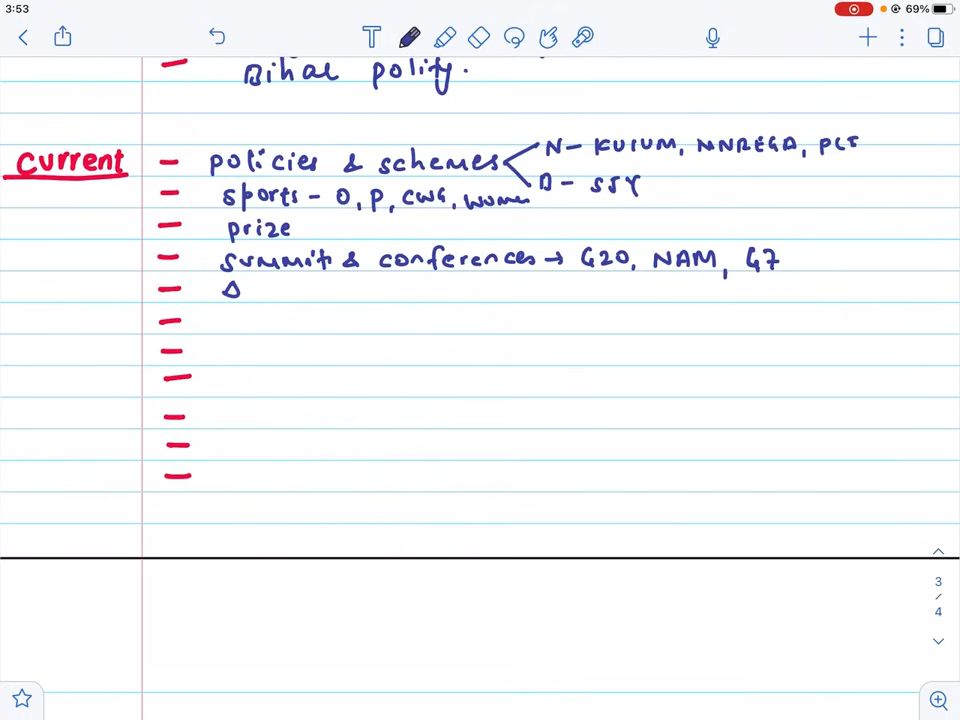 3:53
69%
Bihar polity.
Current
- policies & schemes N- KUSUM, MNREGA, PLI
B- SSY
- sports - O, P, CWG, women
- prize
- summits & conferences → G20, NAM, G7
-
-
-
-
-
-
-
3
/
4